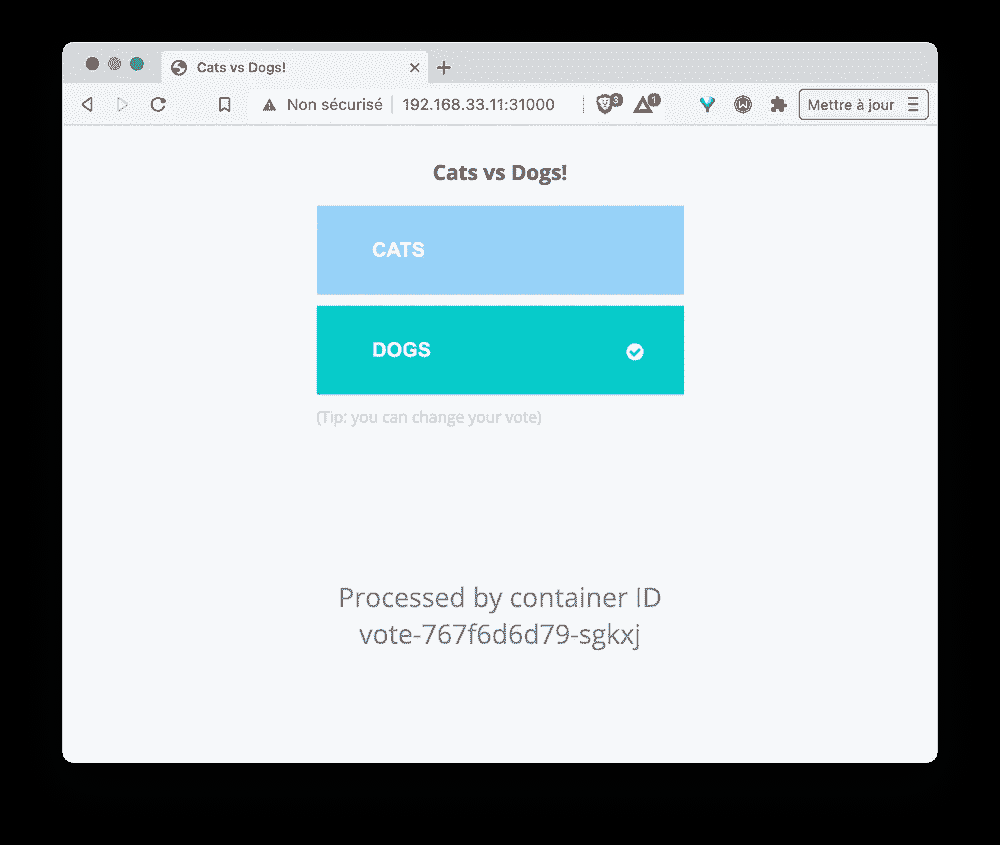 Cats vs Dogs!
Non sécurisé 192.168.33.11:31000 3 1 Mettre à jour
Cats vs Dogs!
CATS
DOGS
(Tip: you can change your vote)
Processed by container ID
vote-767f6d6d79-sgkxj